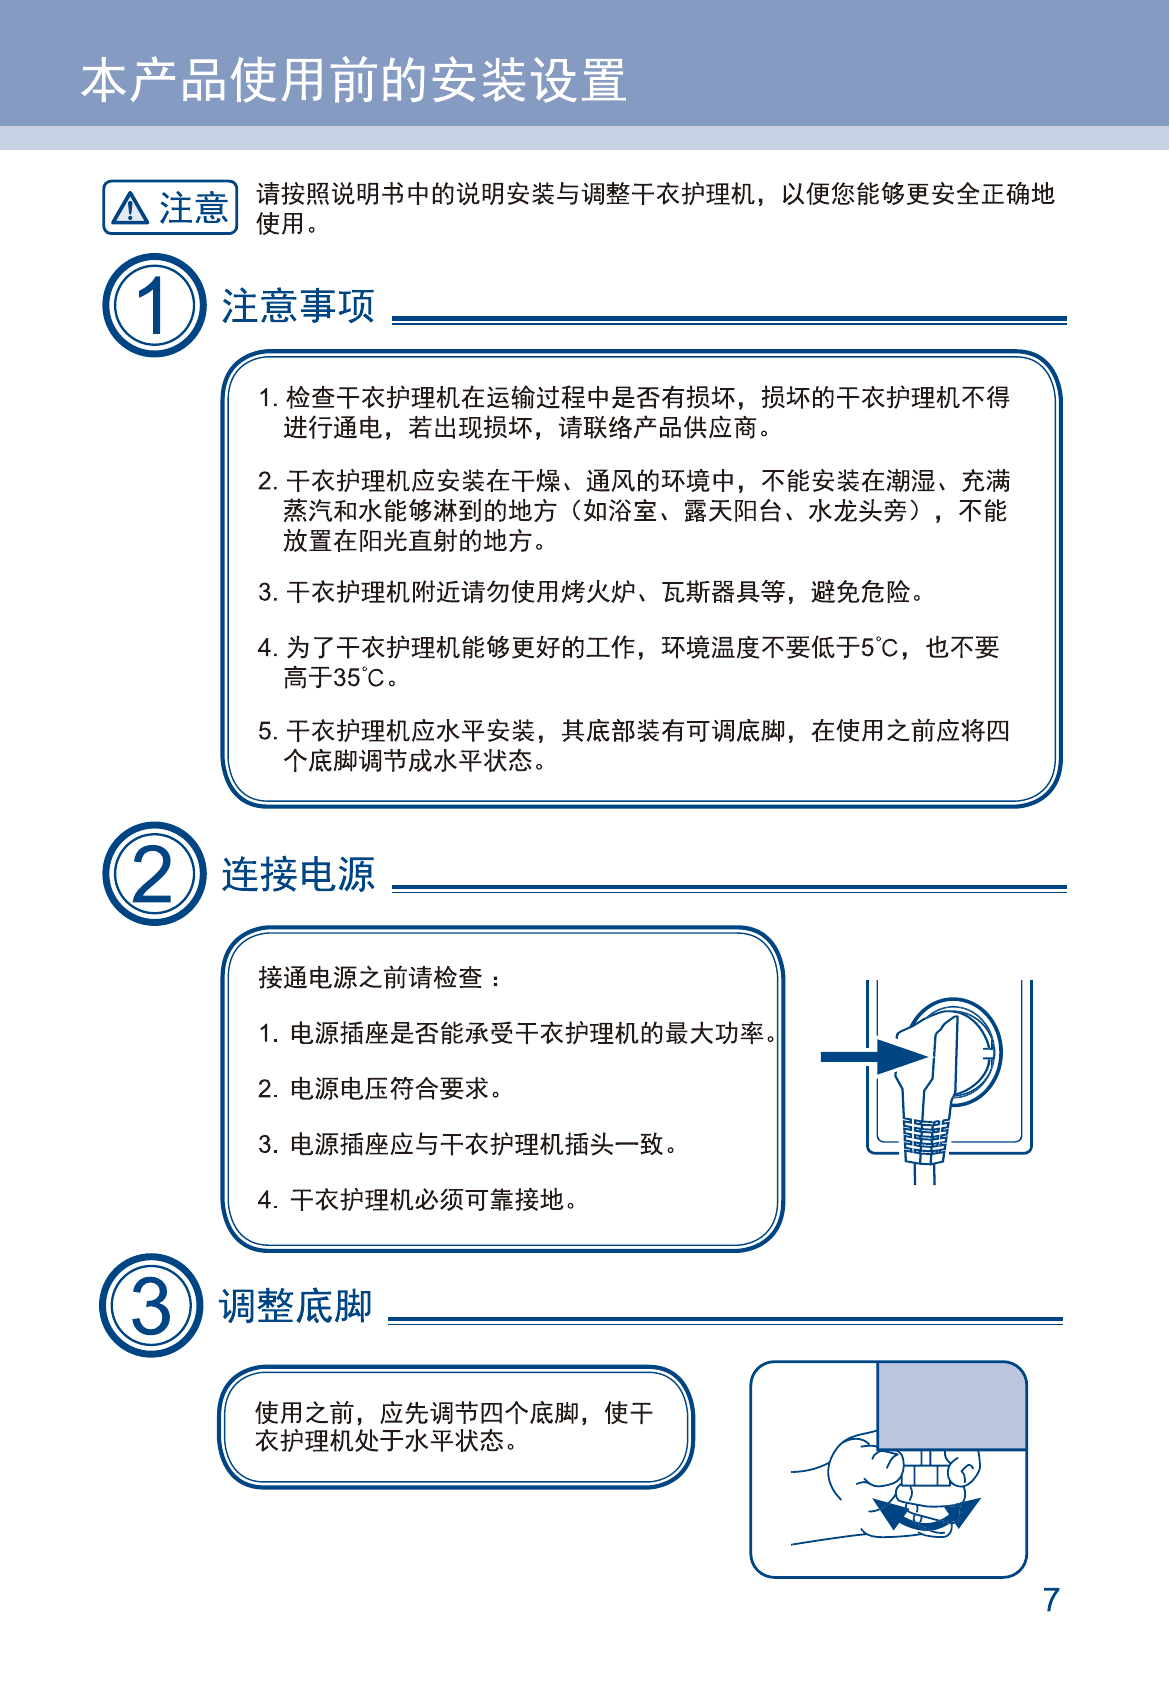 本产品使用前的安装设置
注意
请按照说明书中的说明安装与调整干衣护理机，以便您能够更安全正确地
使用。
1 注意事项
1. 检查干衣护理机在运输过程中是否有损坏，损坏的干衣护理机不得
进行通电，若出现损坏，请联络产品供应商。
2. 干衣护理机应安装在干燥、通风的环境中，不能安装在潮湿、充满
蒸汽和水能够淋到的地方（如浴室、露天阳台、水龙头旁），不能
放置在阳光直射的地方。
3. 干衣护理机附近请勿使用烤火炉、瓦斯器具等，避免危险。
4. 为了干衣护理机能够更好的工作，环境温度不要低于5℃，也不要
高于35℃。
5. 干衣护理机应水平安装，其底部装有可调底脚，在使用之前应将四
个底脚调节成水平状态。
2 连接电源
接通电源之前请检查：
1. 电源插座是否能承受干衣护理机的最大功率。
2. 电源电压符合要求。
3. 电源插座应与干衣护理机插头一致。
4. 干衣护理机必须可靠接地。
3 调整底脚
使用之前，应先调节四个底脚，使干
衣护理机处于水平状态。
7